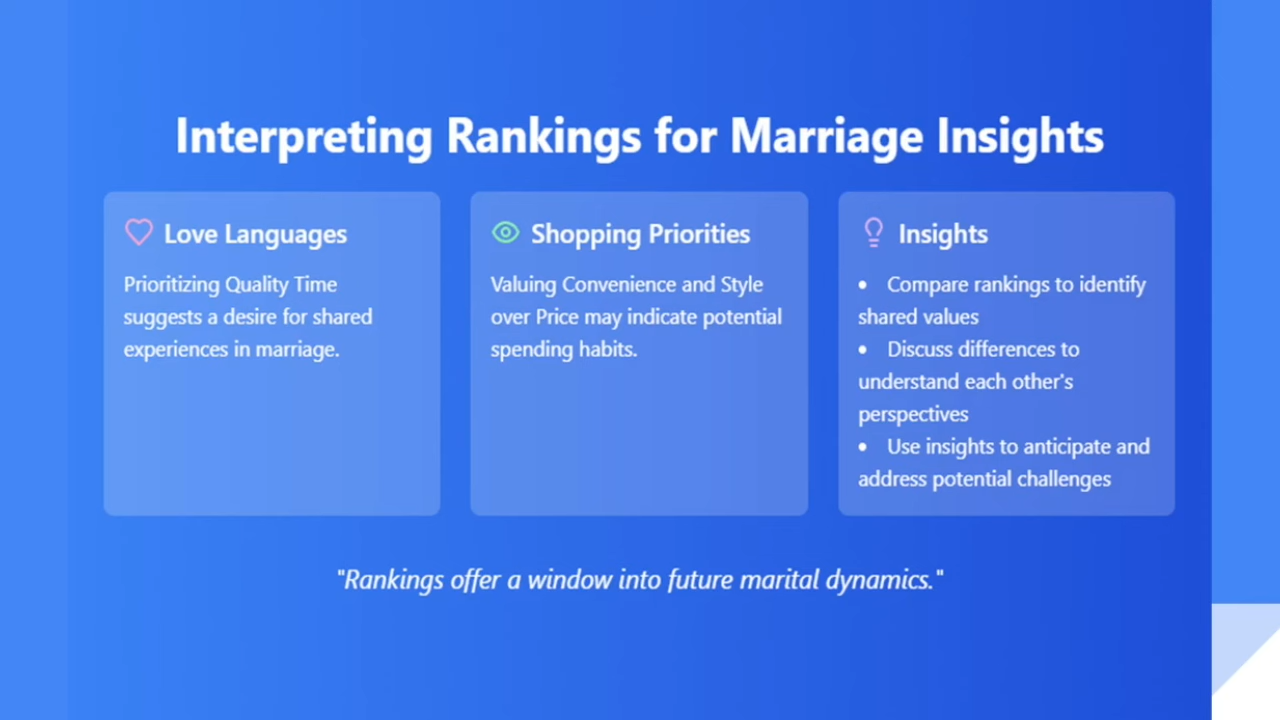 Interpreting Rankings for Marriage Insights
Love Languages
Prioritizing Quality Time
suggests a desire for shared
experiences in marriage.
Shopping Priorities
Valuing Convenience and Style
over Price may indicate potential
spending habits.
Insights
• Compare rankings to identify
shared values
• Discuss differences to
understand each other's
perspectives
• Use insights to anticipate and
address potential challenges
"Rankings offer a window into future marital dynamics."